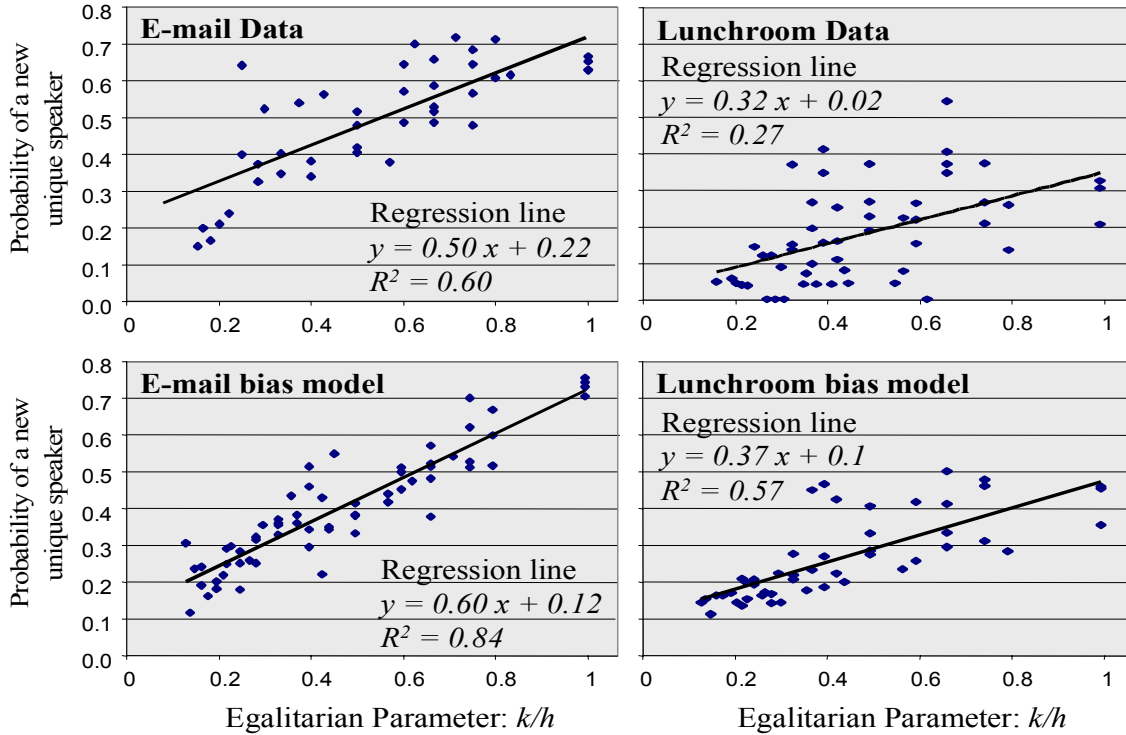 E-mail Data
Regression line
y = 0.50 x + 0.22
R² = 0.60
Probability of a new
unique speaker
0.8
0.7
0.6
0.5
0.4
0.3
0.2
0.1
0.0
0
0.2
0.4
0.6
0.8
1
Lunchroom Data
Regression line
y = 0.32 x + 0.02
R² = 0.27
0
0.2
0.4
0.6
0.8
1
E-mail bias model
Regression line
y = 0.60 x + 0.12
R² = 0.84
Probability of a new
unique speaker
0.8
0.7
0.6
0.5
0.4
0.3
0.2
0.1
0.0
0
0.2
0.4
0.6
0.8
1
Egalitarian Parameter: k/h
Lunchroom bias model
Regression line
y = 0.37 x + 0.1
R² = 0.57
0
0.2
0.4
0.6
0.8
1
Egalitarian Parameter: k/h